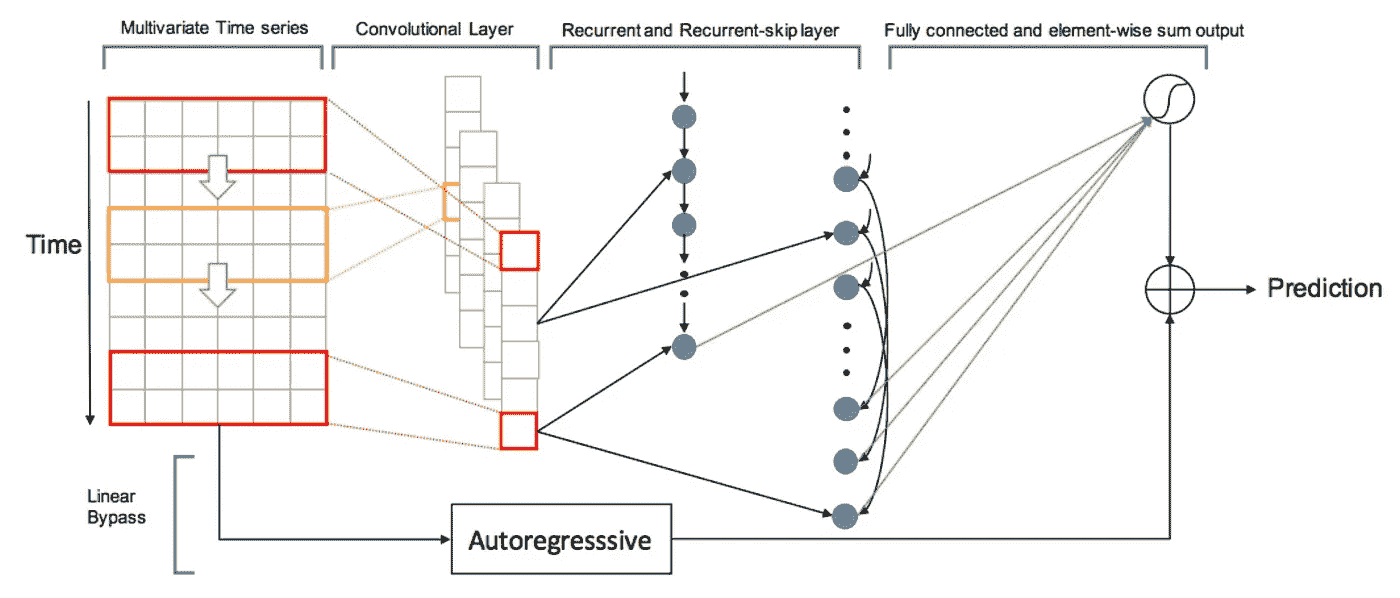 Multivariate Time series
Convolutional Layer
Recurrent and Recurrent-skip layer
Fully connected and element-wise sum output
Time
Prediction
Linear
Bypass
Autoregresssive